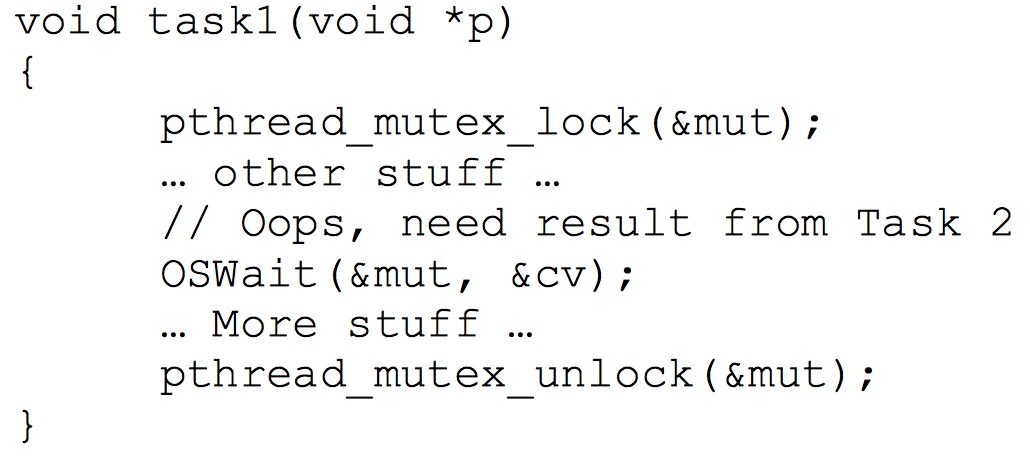 void task1(void *p)
{
pthread_mutex_lock(&mut);
… other stuff …
// Oops, need result from Task 2
OSWait(&mut, &cv);
… More stuff …
pthread_mutex_unlock(&mut);
}